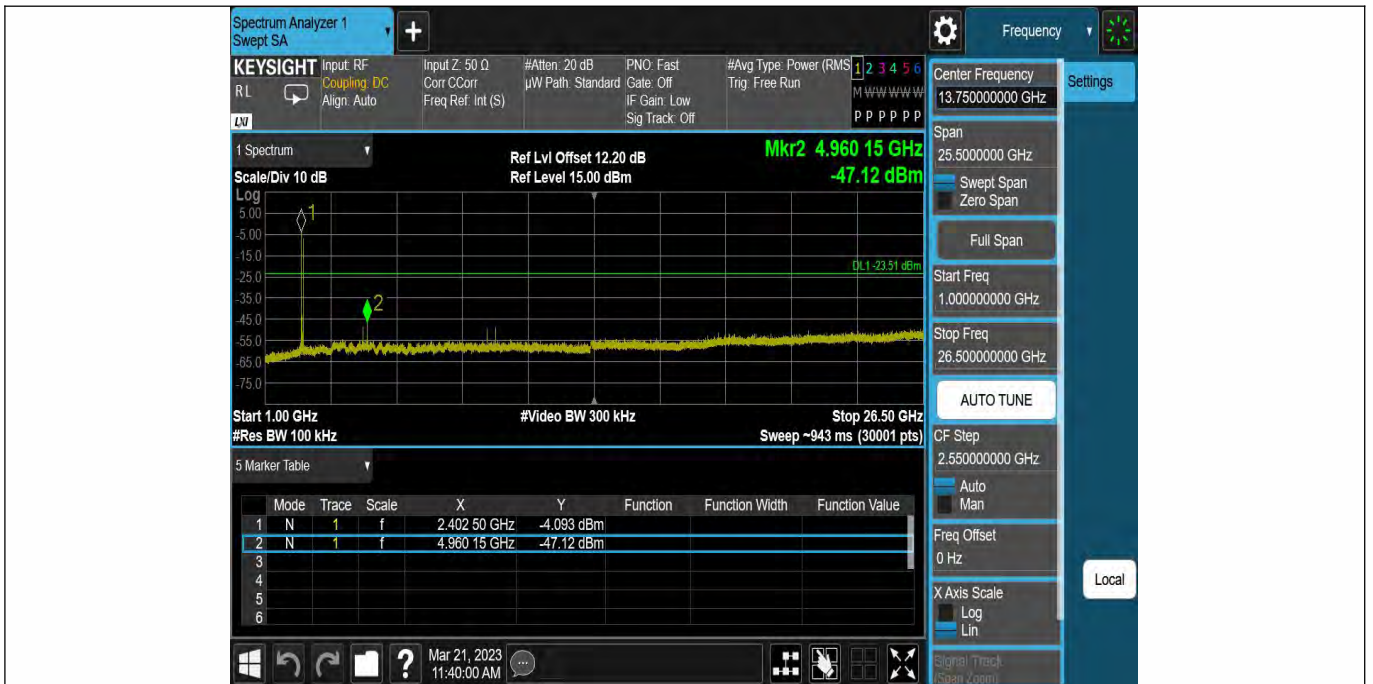 Spectrum Analyzer 1
Swept SA
+
Frequency
KEYSIGHT
RL
LXI
Input: RF
Coupling: DC
Align: Auto
Input Z: 50 Ω
Corr CCorr
Freq Ref: Int (S)
#Atten: 20 dB
µW Path: Standard
PNO: Fast
Gate: Off
IF Gain: Low
Sig Track: Off
#Avg Type: Power (RMS
Trig: Free Run
1 2 3 4 5 6
M W W W W W
P P P P P P
1 Spectrum
Scale/Div 10 dB
Ref Lvl Offset 12.20 dB
Ref Level 15.00 dBm
Mkr2 4.960 15 GHz
-47.12 dBm
Log
5.00
-5.00
-15.0
-25.0
-35.0
-45.0
-55.0
-65.0
-75.0
1
2
DL1 -23.51 dBm
Start 1.00 GHz
#Res BW 100 kHz
#Video BW 300 kHz
Stop 26.50 GHz
Sweep ~943 ms (30001 pts)
5 Marker Table
Mode Trace Scale X Y Function Function Width Function Value
1 N 1 f 2.402 50 GHz -4.093 dBm
2 N 1 f 4.960 15 GHz -47.12 dBm
3
4
5
6
?
Mar 21, 2023
11:40:00 AM
Settings
Center Frequency
13.750000000 GHz
Span
25.5000000 GHz
Swept Span
Zero Span
Full Span
Start Freq
1.000000000 GHz
Stop Freq
26.500000000 GHz
AUTO TUNE
CF Step
2.550000000 GHz
Auto
Man
Freq Offset
0 Hz
X Axis Scale
Log
Lin
Signal Track
(Span Zoom)
Local